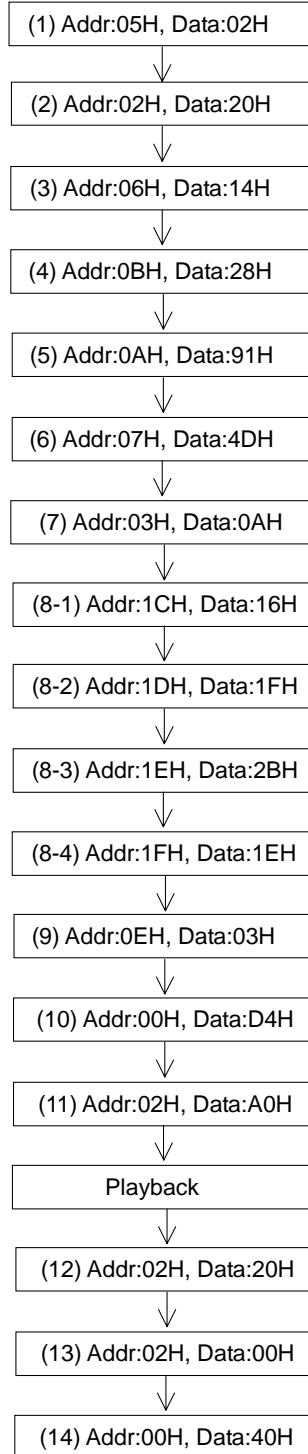 (1) Addr:05H, Data:02H
(2) Addr:02H, Data:20H
(3) Addr:06H, Data:14H
(4) Addr:0BH, Data:28H
(5) Addr:0AH, Data:91H
(6) Addr:07H, Data:4DH
(7) Addr:03H, Data:0AH
(8-1) Addr:1CH, Data:16H
(8-2) Addr:1DH, Data:1FH
(8-3) Addr:1EH, Data:2BH
(8-4) Addr:1FH, Data:1EH
(9) Addr:0EH, Data:03H
(10) Addr:00H, Data:D4H
(11) Addr:02H, Data:A0H
Playback
(12) Addr:02H, Data:20H
(13) Addr:02H, Data:00H
(14) Addr:00H, Data:40H